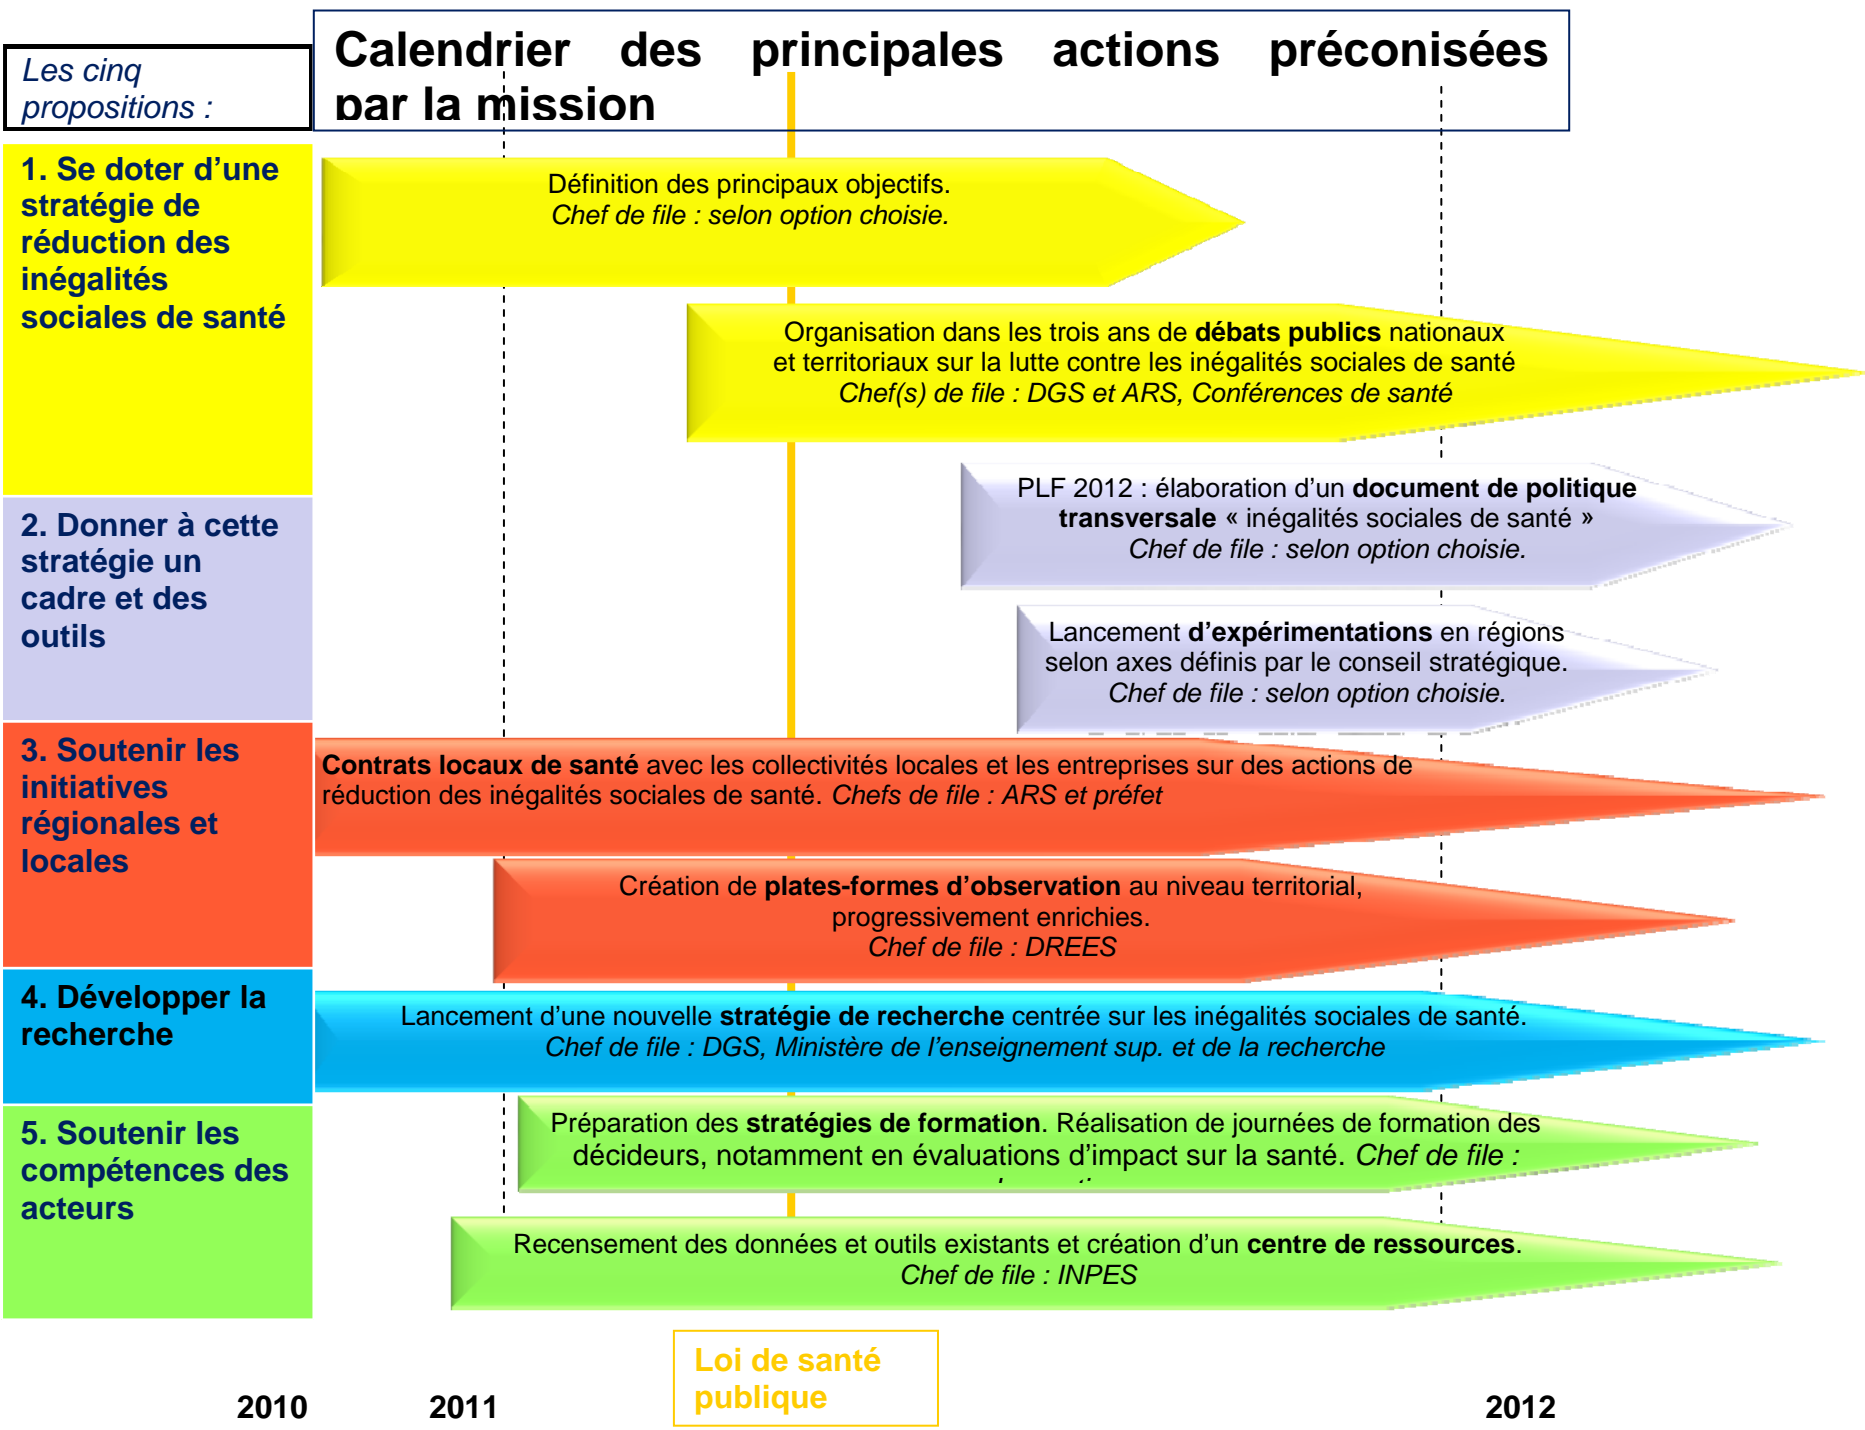 Les cinq
propositions :
Calendrier des principales actions préconisées
par la mission
1. Se doter d’une
stratégie de
réduction des
inégalités
sociales de santé
Définition des principaux objectifs.
Chef de file : selon option choisie.
Organisation dans les trois ans de débats publics nationaux
et territoriaux sur la lutte contre les inégalités sociales de santé
Chef(s) de file : DGS et ARS, Conférences de santé
2. Donner à cette
stratégie un
cadre et des
outils
PLF 2012 : élaboration d’un document de politique
transversale « inégalités sociales de santé »
Chef de file : selon option choisie.
Lancement d’expérimentations en régions
selon axes définis par le conseil stratégique.
Chef de file : selon option choisie.
3. Soutenir les
initiatives
régionales et
locales
Contrats locaux de santé avec les collectivités locales et les entreprises sur des actions de
réduction des inégalités sociales de santé. Chefs de file : ARS et préfet
Création de plates-formes d’observation au niveau territorial,
progressivement enrichies.
Chef de file : DREES
4. Développer la
recherche
Lancement d’une nouvelle stratégie de recherche centrée sur les inégalités sociales de santé.
Chef de file : DGS, Ministère de l’enseignement sup. et de la recherche
5. Soutenir les
compétences des
acteurs
Préparation des stratégies de formation. Réalisation de journées de formation des
décideurs, notamment en évaluations d’impact sur la santé. Chef de file :
Recensement des données et outils existants et création d’un centre de ressources.
Chef de file : INPES
Loi de santé
publique
2010 2011 2012